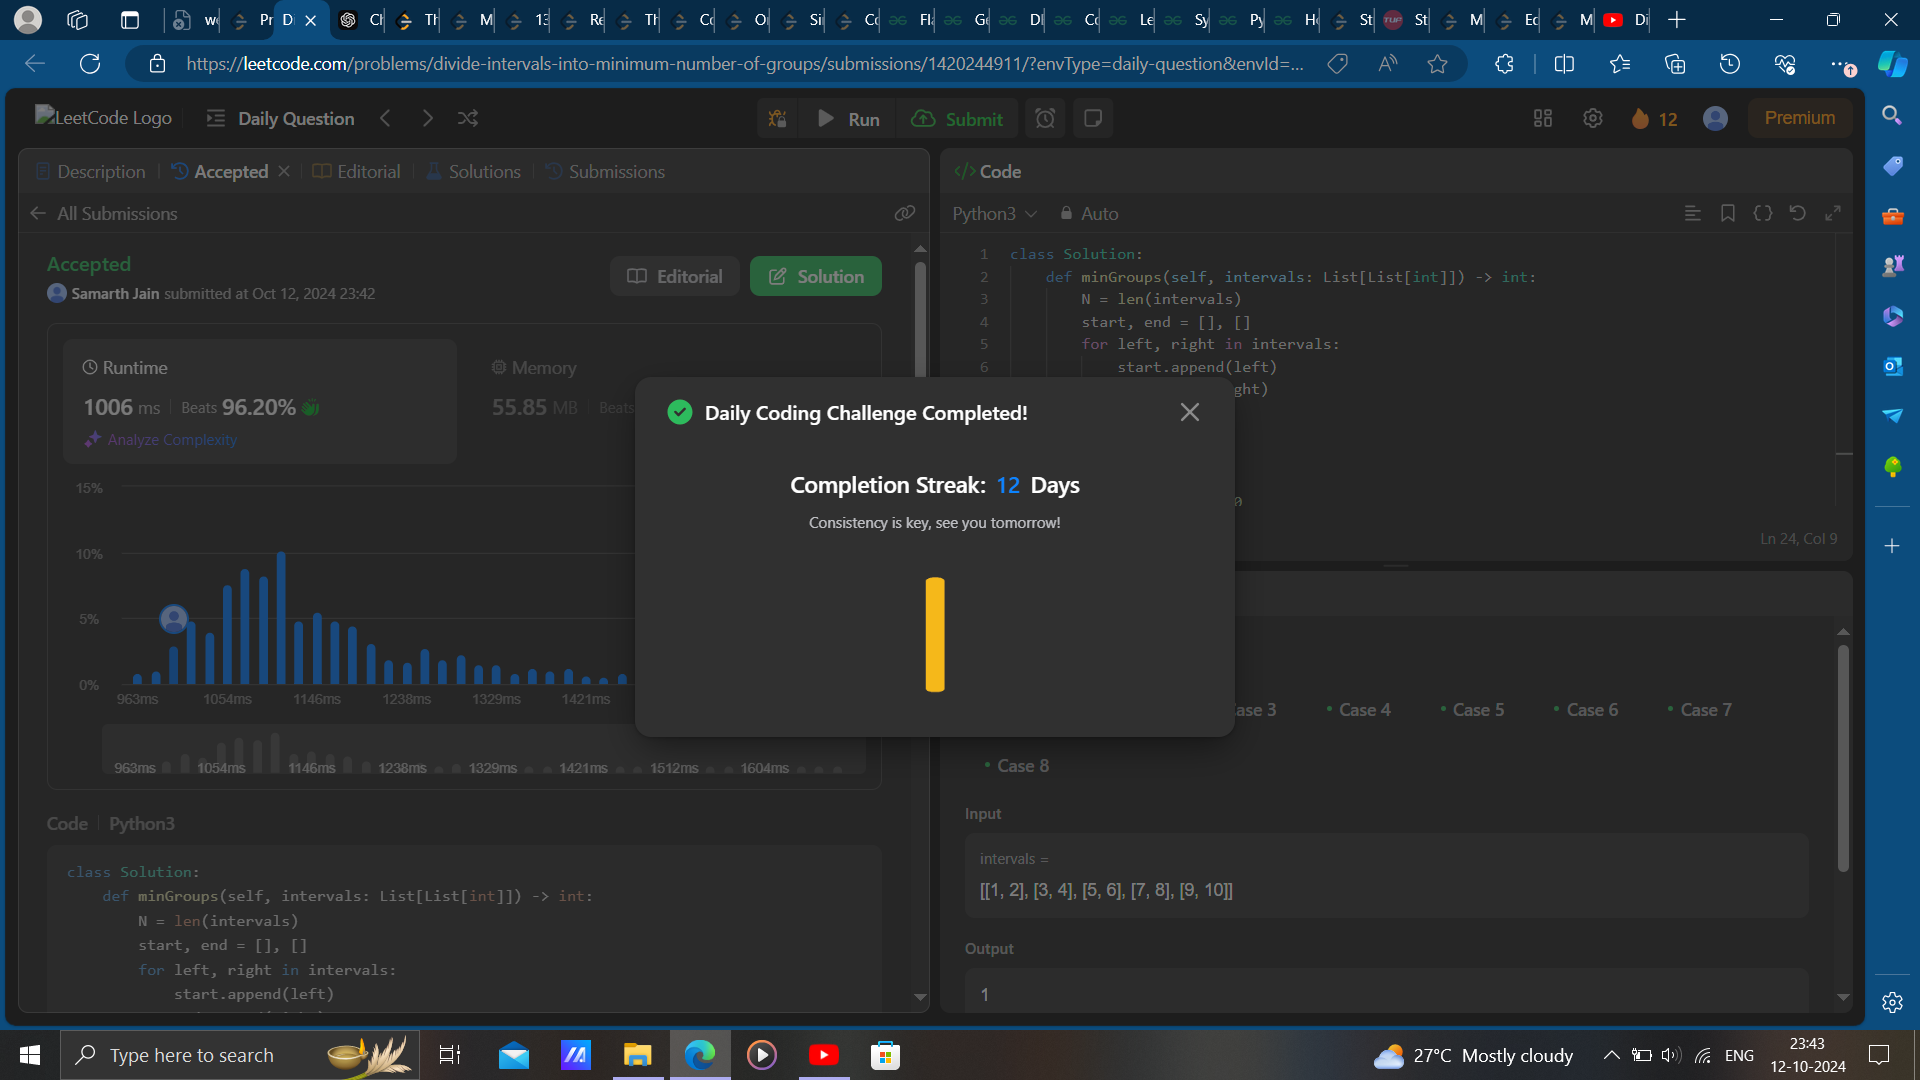 https://leetcode.com/problems/divide-intervals-into-minimum-number-of-groups/submissions/1420244911/?envType=daily-question&envId=...
LeetCode Logo
Daily Question
Run
Submit
12
Premium
Description
Accepted
Editorial
Solutions
Submissions
All Submissions
Accepted
Samarth Jain submitted at Oct 12, 2024 23:42
Editorial
Solution
Runtime
1006 ms
Beats 96.20%
Analyze Complexity
Memory
55.85 MB
Beats
15%
10%
5%
0%
963ms 1054ms 1146ms 1238ms 1329ms 1421ms
963ms 1054ms 1146ms 1238ms 1329ms 1421ms 1512ms 1604ms
Code
Python3
class Solution:
def minGroups(self, intervals: List[List[int]]) -> int:
N = len(intervals)
start, end = [], []
for left, right in intervals:
start.append(left)
Daily Coding Challenge Completed!
Completion Streak: 12 Days
Consistency is key, see you tomorrow!
</> Code
Python3
Auto
1 class Solution:
2 def minGroups(self, intervals: List[List[int]]) -> int:
3 N = len(intervals)
4 start, end = [], []
5 for left, right in intervals:
6 start.append(left)
ght)
Ln 24, Col 9
ase 3
Case 4
Case 5
Case 6
Case 7
Case 8
Input
intervals =
[[1, 2], [3, 4], [5, 6], [7, 8], [9, 10]]
Output
1
Type here to search
27°C Mostly cloudy
ENG
23:43
12-10-2024